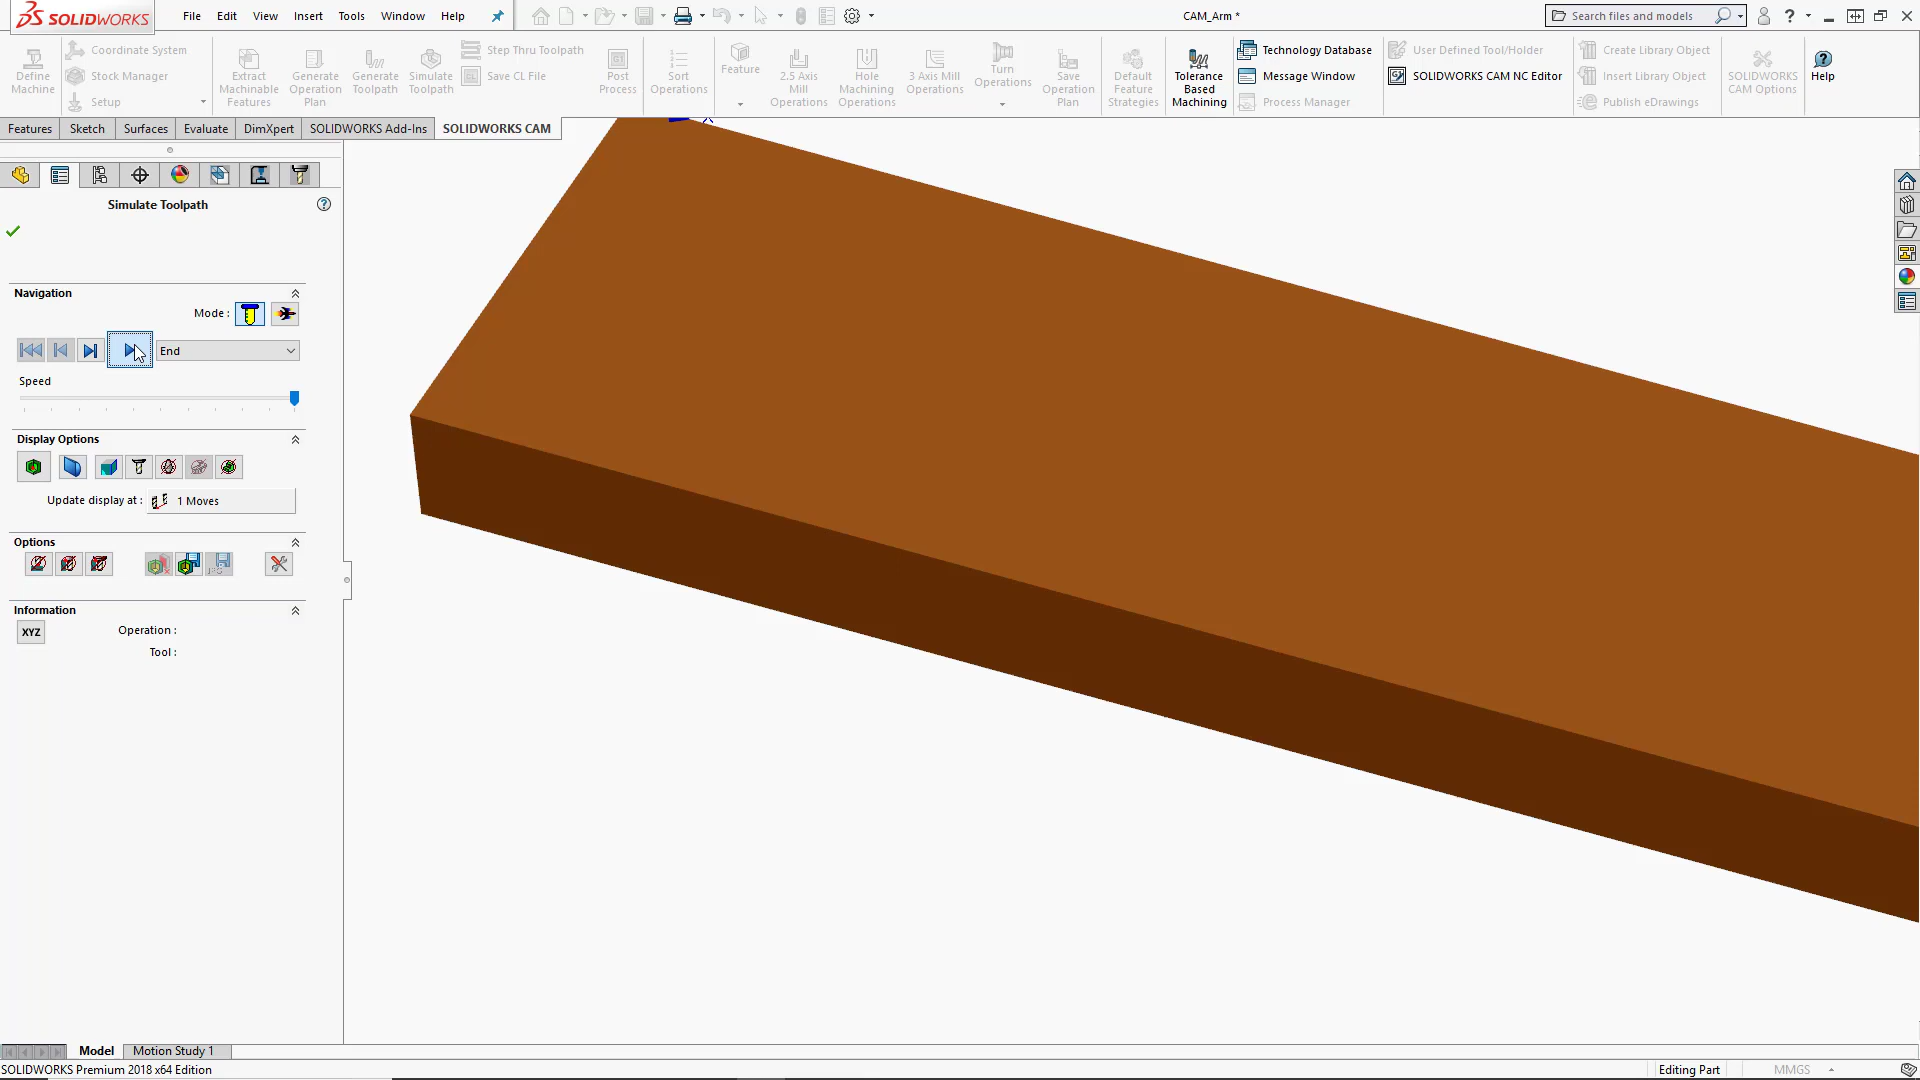 SOLIDWORKS File Edit View Insert Tools Window Help CAM_Arm * Search files and models ?
Define Machine
Coordinate System
Stock Manager
Setup
Extract Machinable Features
Generate Operation Plan
Generate Toolpath
Simulate Toolpath
Step Thru Toolpath
Save CL File
Post Process
Sort Operations
Feature
2.5 Axis Mill Operations
Hole Machining Operations
3 Axis Mill Operations
Turn Operations
Save Operation Plan
Default Feature Strategies
Tolerance Based Machining
Technology Database
Message Window
Process Manager
User Defined Tool/Holder
SOLIDWORKS CAM NC Editor
Create Library Object
Insert Library Object
Publish eDrawings
SOLIDWORKS CAM Options
Help
Features Sketch Surfaces Evaluate DimXpert SOLIDWORKS Add-Ins SOLIDWORKS CAM
Simulate Toolpath
Navigation
Mode :
End
Speed
Display Options
Update display at : 1 Moves
Options
Information
XYZ Operation :
Tool :
Model Motion Study 1
SOLIDWORKS Premium 2018 x64 Edition Editing Part MMGS